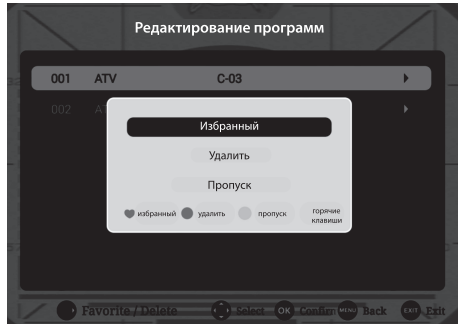 Редактирование программ
001 ATV C-03
002
Избранный
Удалить
Пропуск
избранный удалить пропуск горячие
клавиши
Favorite / Delete Select OK Confirm MENU Back EXIT Exit